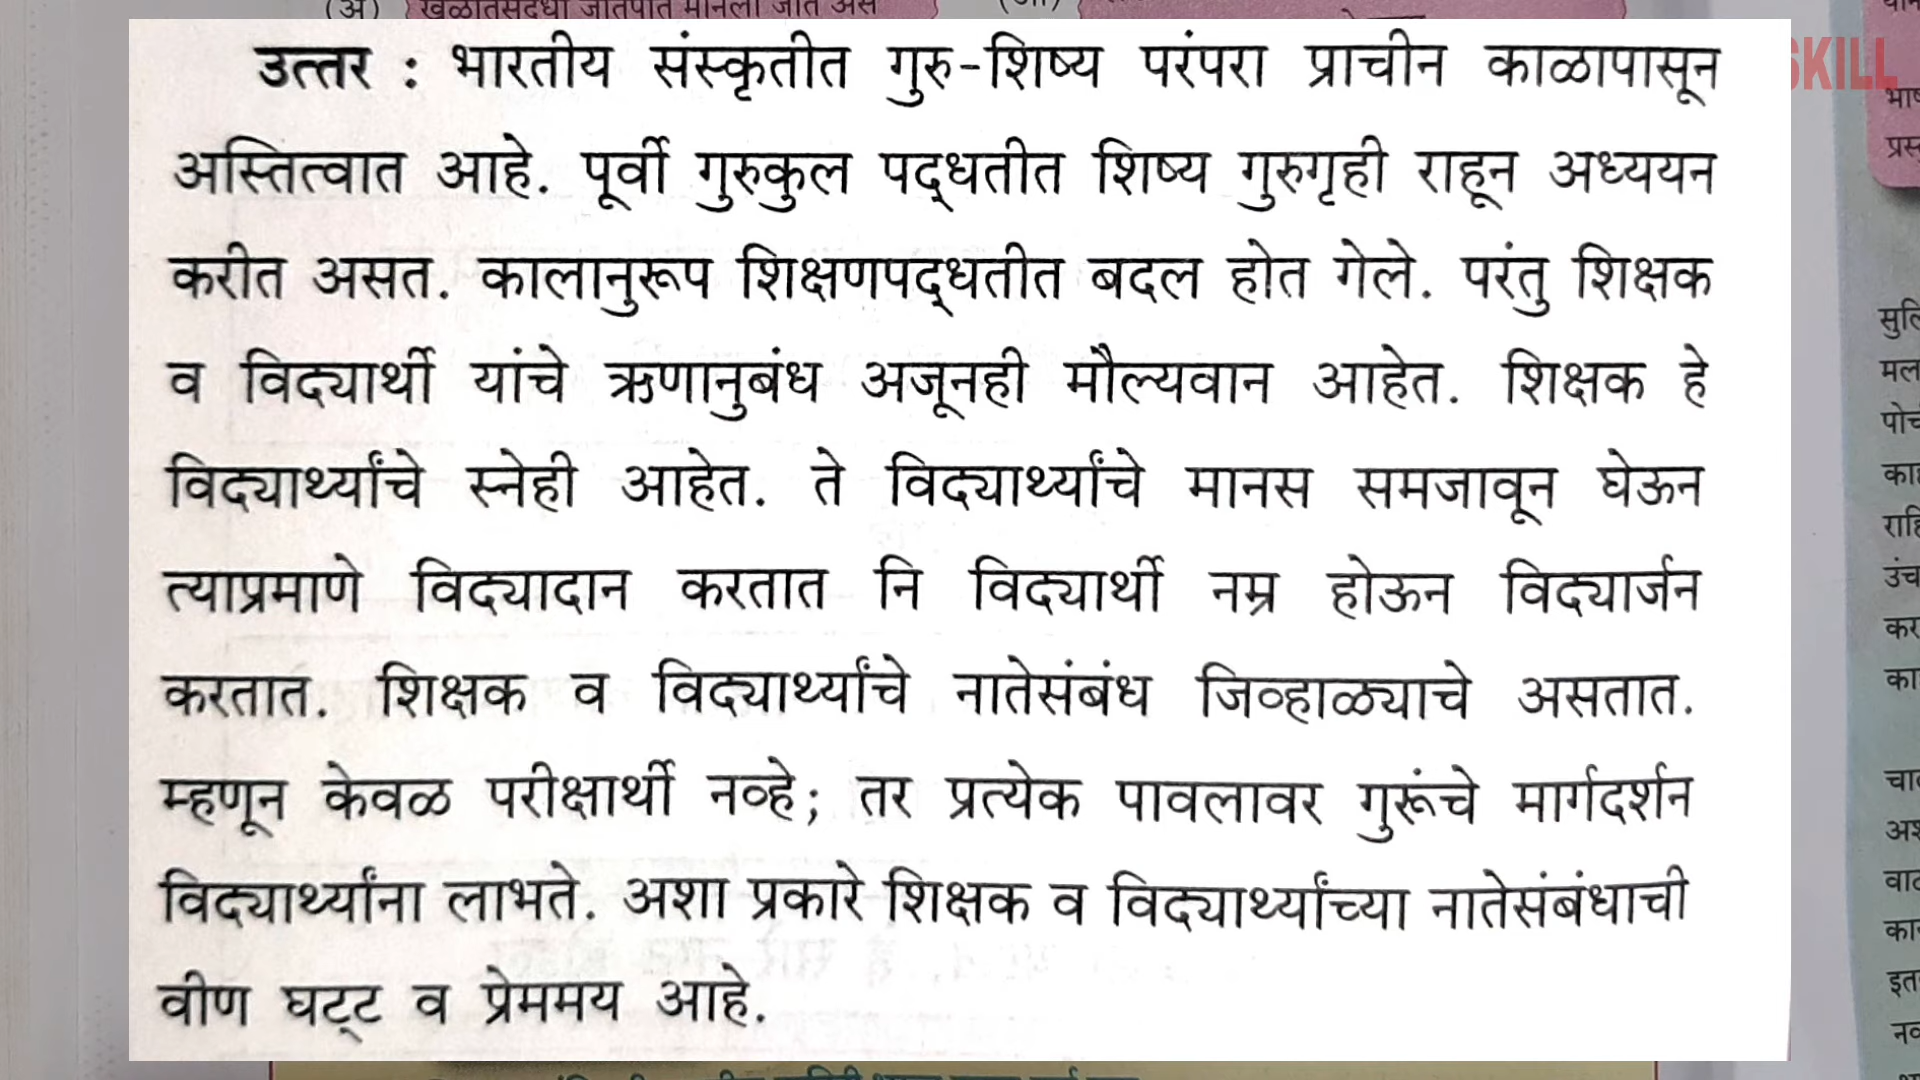 उत्तर : भारतीय संस्कृतीत गुरु-शिष्य परंपरा प्राचीन काळापासून
अस्तित्वात आहे. पूर्वी गुरुकुल पद्धतीत शिष्य गुरुगृही राहून अध्ययन
करीत असत. कालानुरूप शिक्षणपद्धतीत बदल होत गेले. परंतु शिक्षक
व विद्यार्थी यांचे ऋणानुबंध अजूनही मौल्यवान आहेत. शिक्षक हे
विद्यार्थ्यांचे स्नेही आहेत. ते विद्यार्थ्यांचे मानस समजावून घेऊन
त्याप्रमाणे विद्यादान करतात नि विद्यार्थी नम्र होऊन विद्यार्जन
करतात. शिक्षक व विद्यार्थ्यांचे नातेसंबंध जिव्हाळ्याचे असतात.
म्हणून केवळ परीक्षार्थी नव्हे; तर प्रत्येक पावलावर गुरूंचे मार्गदर्शन
विद्यार्थ्यांना लाभते. अशा प्रकारे शिक्षक व विद्यार्थ्यांच्या नातेसंबंधाची
वीण घट्ट व प्रेममय आहे.
SKILL